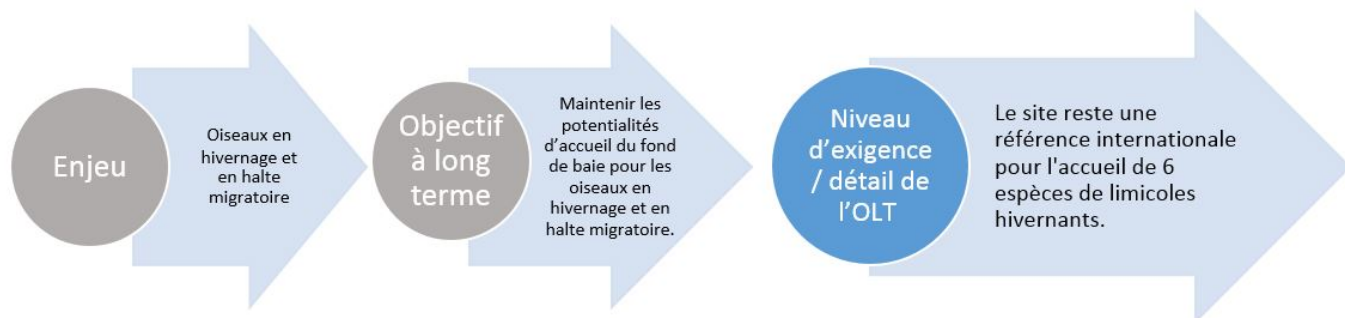 Enjeu
Oiseaux en
hivernage et
en halte
migratoire
Objectif
à long
terme
Maintenir les
potentialités
d'accueil du fond
de baie pour les
oiseaux en
hivernage et en
halte migratoire.
Niveau
d'exigence
/ détail de
l'OLT
Le site reste une
référence internationale
pour l'accueil de 6
espèces de limicoles
hivernants.